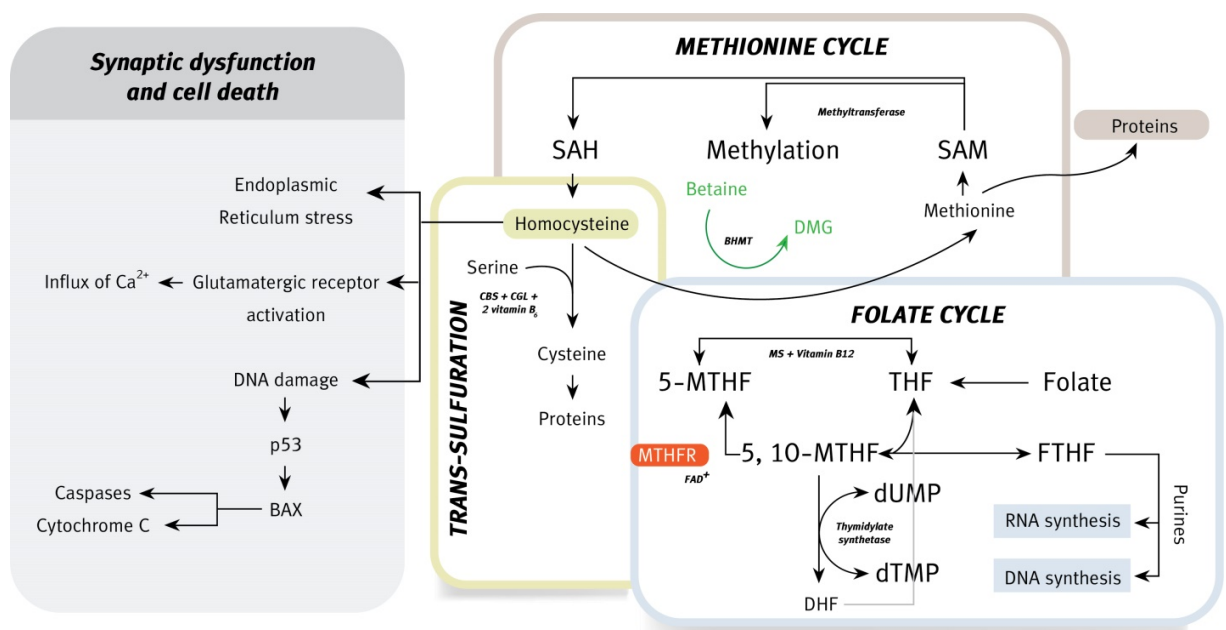 Synaptic dysfunction
and cell death
Endoplasmic
Reticulum stress
Influx of Ca²⁺
Glutamatergic receptor
activation
DNA damage
p53
BAX
Caspases
Cytochrome C
METHIONINE CYCLE
Methyltransferase
SAH
Methylation
SAM
Proteins
Betaine
BHMT
DMG
Methionine
TRANS-SULFURATION
Homocysteine
Serine
CBS + CGL +
2 vitamin B₆
Cysteine
Proteins
FOLATE CYCLE
MS + Vitamin B12
5-MTHF
THF
Folate
MTHFR
FAD⁺
5, 10-MTHF
FTHF
dUMP
Thymidylate
synthetase
dTMP
DHF
Purines
RNA synthesis
DNA synthesis